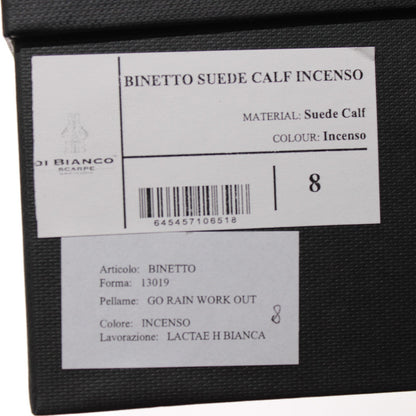 BINETTO SUEDE CALF INCENSO
MATERIAL: Suede Calf
COLOUR: Incenso
DI BIANCO
SCARPE
8
645457106518
Articolo: BINETTO
Forma: 13019
Pellame: GO RAIN WORK OUT
Colore: INCENSO
Lavorazione: LACTAE H BIANCA
8